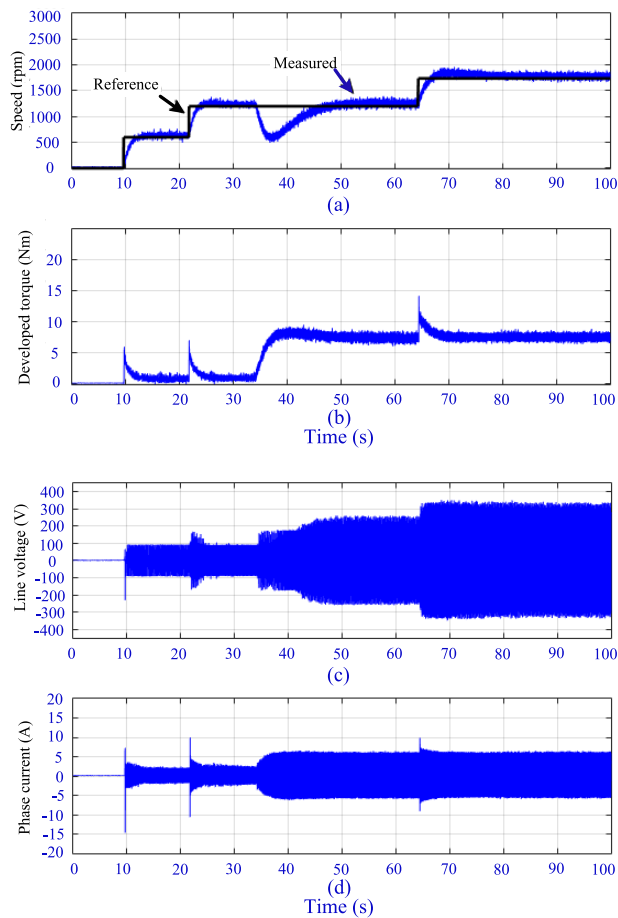 3000
2500
2000
1500
1000
500
0
Speed (rpm)
Reference
Measured
0 10 20 30 40 50 60 70 80 90 100
(a)
20
15
10
5
0
Developed torque (Nm)
0 10 20 30 40 50 60 70 80 90 100
(b)
Time (s)
400
300
200
100
0
-100
-200
-300
-400
Line voltage (V)
0 10 20 30 40 50 60 70 80 90 100
(c)
20
15
10
5
0
-5
-10
-15
-20
Phase current (A)
0 10 20 30 40 50 60 70 80 90 100
(d)
Time (s)